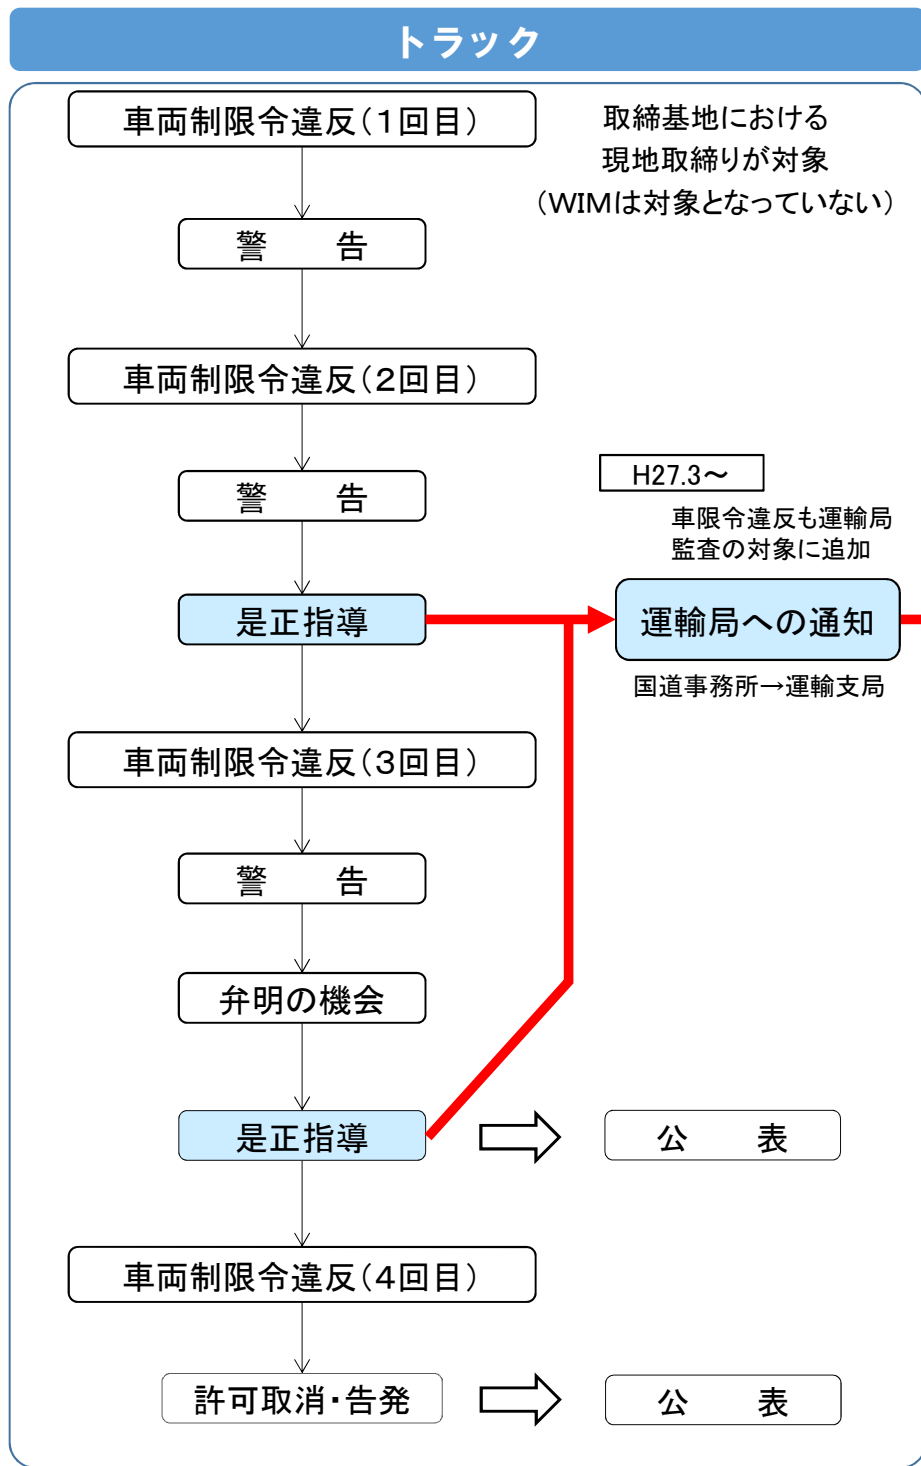 トラック
車両制限令違反(1回目)
取締基地における
現地取締りが対象
(WIMは対象となっていない)
警　　告
車両制限令違反(2回目)
警　　告
H27.3～
車限令違反も運輸局
監査の対象に追加
是正指導
運輸局への通知
国道事務所→運輸支局
車両制限令違反(3回目)
警　　告
弁明の機会
是正指導
公　　表
車両制限令違反(4回目)
許可取消・告発
公　　表